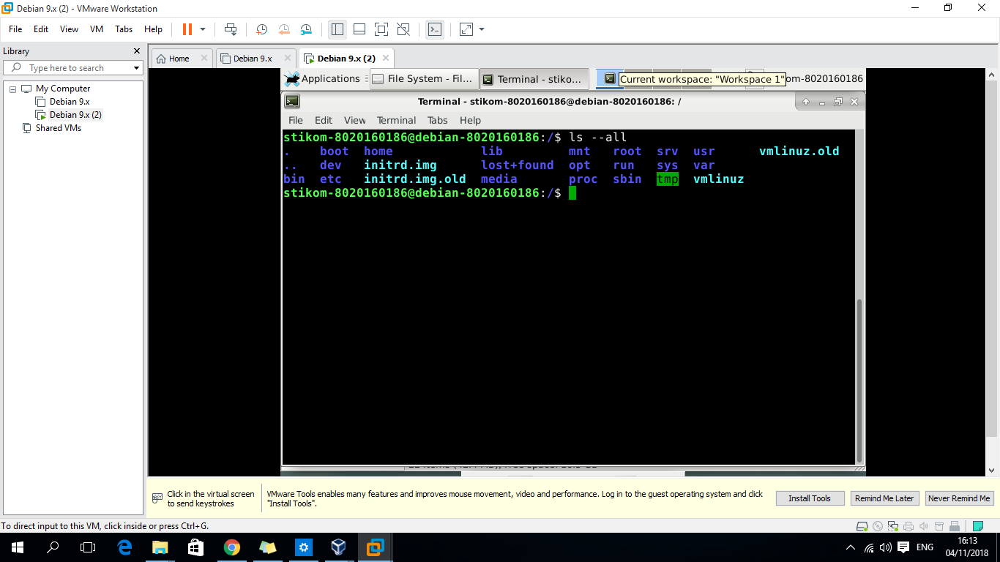 Debian 9.x (2) - VMware Workstation
File Edit View VM Tabs Help
Library
Type here to search
My Computer
Debian 9.x
Debian 9.x (2)
Shared VMs
Home Debian 9.x Debian 9.x (2)
Applications File System - Fil... Terminal - stiko... Current workspace: "Workspace 1" om-8020160186
Terminal - stikom-8020160186@debian-8020160186: /
File Edit View Terminal Tabs Help
stikom-8020160186@debian-8020160186:/$ ls --all
. boot home lib mnt root srv usr vmlinuz.old
.. dev initrd.img lost+found opt run sys var
bin etc initrd.img.old media proc sbin tmp vmlinuz
stikom-8020160186@debian-8020160186:/$
Click in the virtual screen
to send keystrokes
VMware Tools enables many features and improves mouse movement, video and performance. Log in to the guest operating system and click
"Install Tools".
Install Tools Remind Me Later Never Remind Me
To direct input to this VM, click inside or press Ctrl+G.
ENG
16:13
04/11/2018